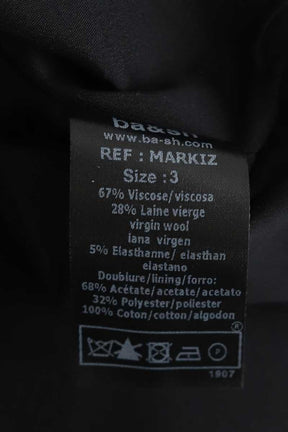 ba&sh
www.ba-sh.com
REF : MARKIZ
Size : 3
67% Viscose/viscosa
28% Laine vierge
virgin wool
lana virgen
5% Elasthanne/ elasthan
elastano
Doublure/lining/forro:
68% Acétate/acetate/acetato
32% Polyester/poliester
100% Coton/cotton/algodon
®
P
1907